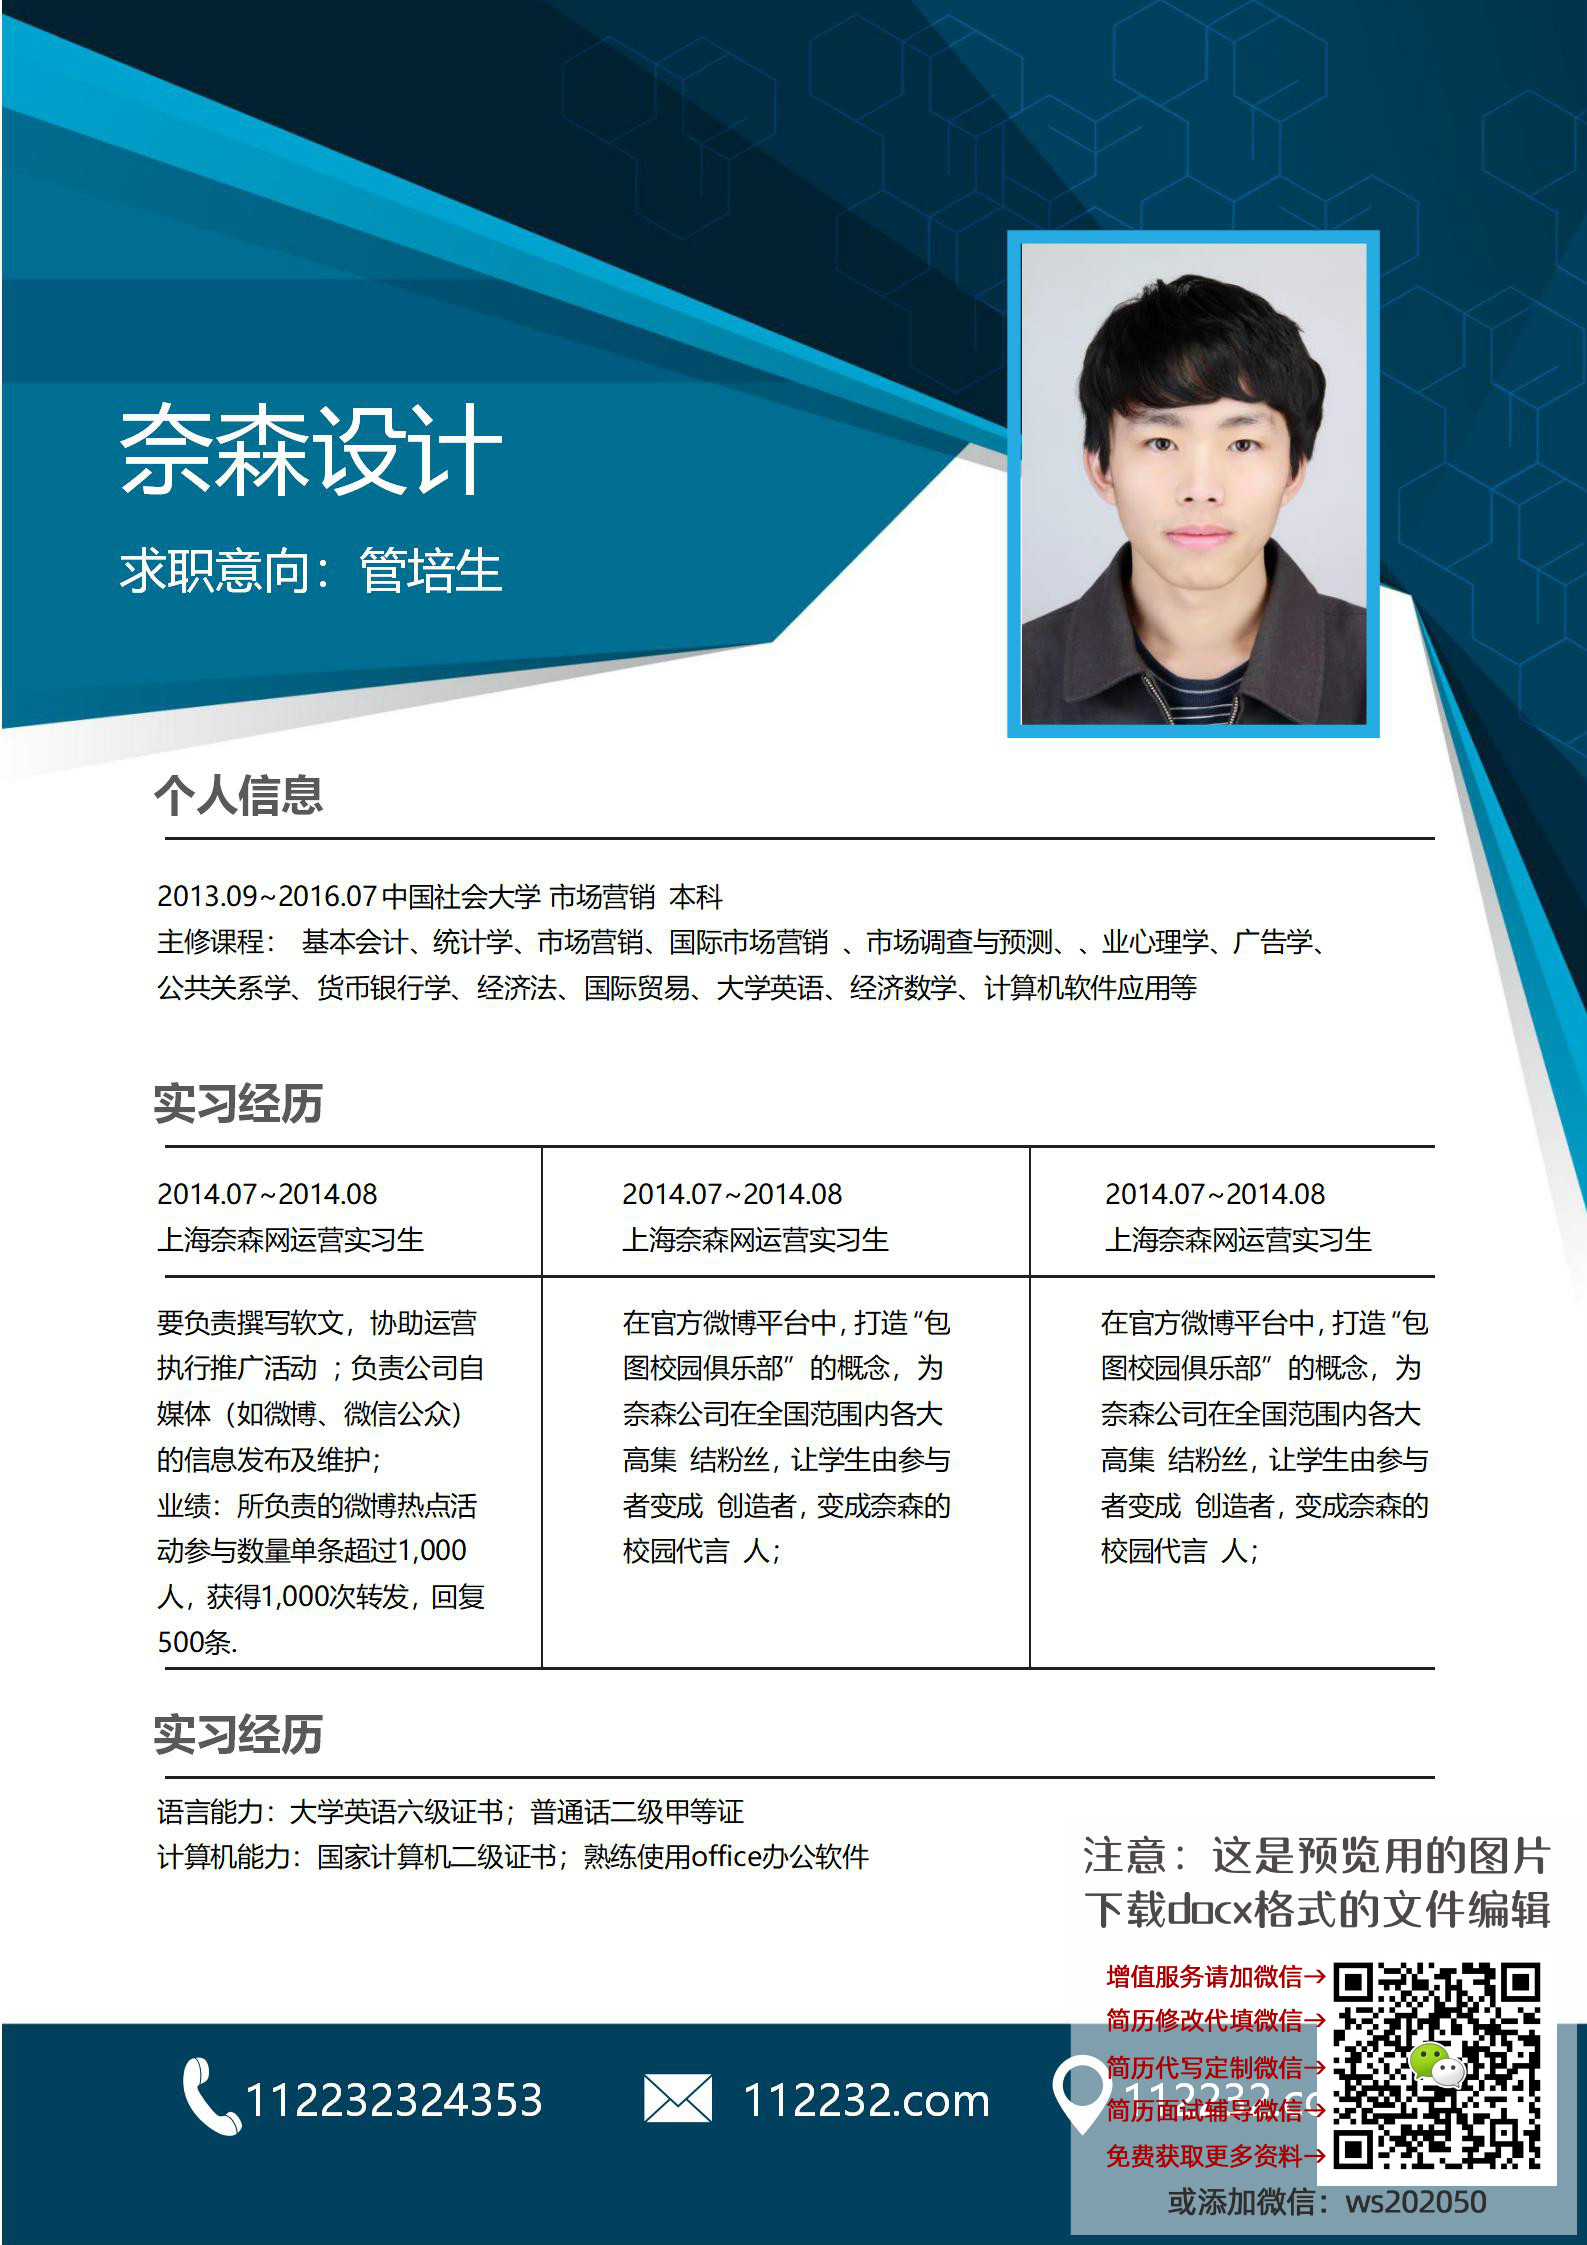 奈森设计
求职意向：管培生
个人信息
2013.09~2016.07中国社会大学 市场营销 本科
主修课程： 基本会计、统计学、市场营销、国际市场营销 、市场调查与预测、、业心理学、广告学、
公共关系学、货币银行学、经济法、国际贸易、大学英语、经济数学、计算机软件应用等
实习经历
2014.07~2014.08
上海奈森网运营实习生
要负责撰写软文，协助运营
执行推广活动 ；负责公司自
媒体（如微博、微信公众）
的信息发布及维护；
业绩：所负责的微博热点活
动参与数量单条超过1,000
人，获得1,000次转发，回复
500条.
2014.07~2014.08
上海奈森网运营实习生
在官方微博平台中，打造“包
图校园俱乐部”的概念，为
奈森公司在全国范围内各大
高集 结粉丝，让学生由参与
者变成 创造者，变成奈森的
校园代言 人；
2014.07~2014.08
上海奈森网运营实习生
在官方微博平台中，打造“包
图校园俱乐部”的概念，为
奈森公司在全国范围内各大
高集 结粉丝，让学生由参与
者变成 创造者，变成奈森的
校园代言 人；
实习经历
语言能力：大学英语六级证书；普通话二级甲等证
计算机能力：国家计算机二级证书；熟练使用office办公软件
注意：这是预览用的图片
下载docx格式的文件编辑
增值服务请加微信→
简历修改代填微信→
简历代写定制微信→
简历面试辅导微信→
免费获取更多资料→
或添加微信：ws202050
112232324353
112232.com
112232.co